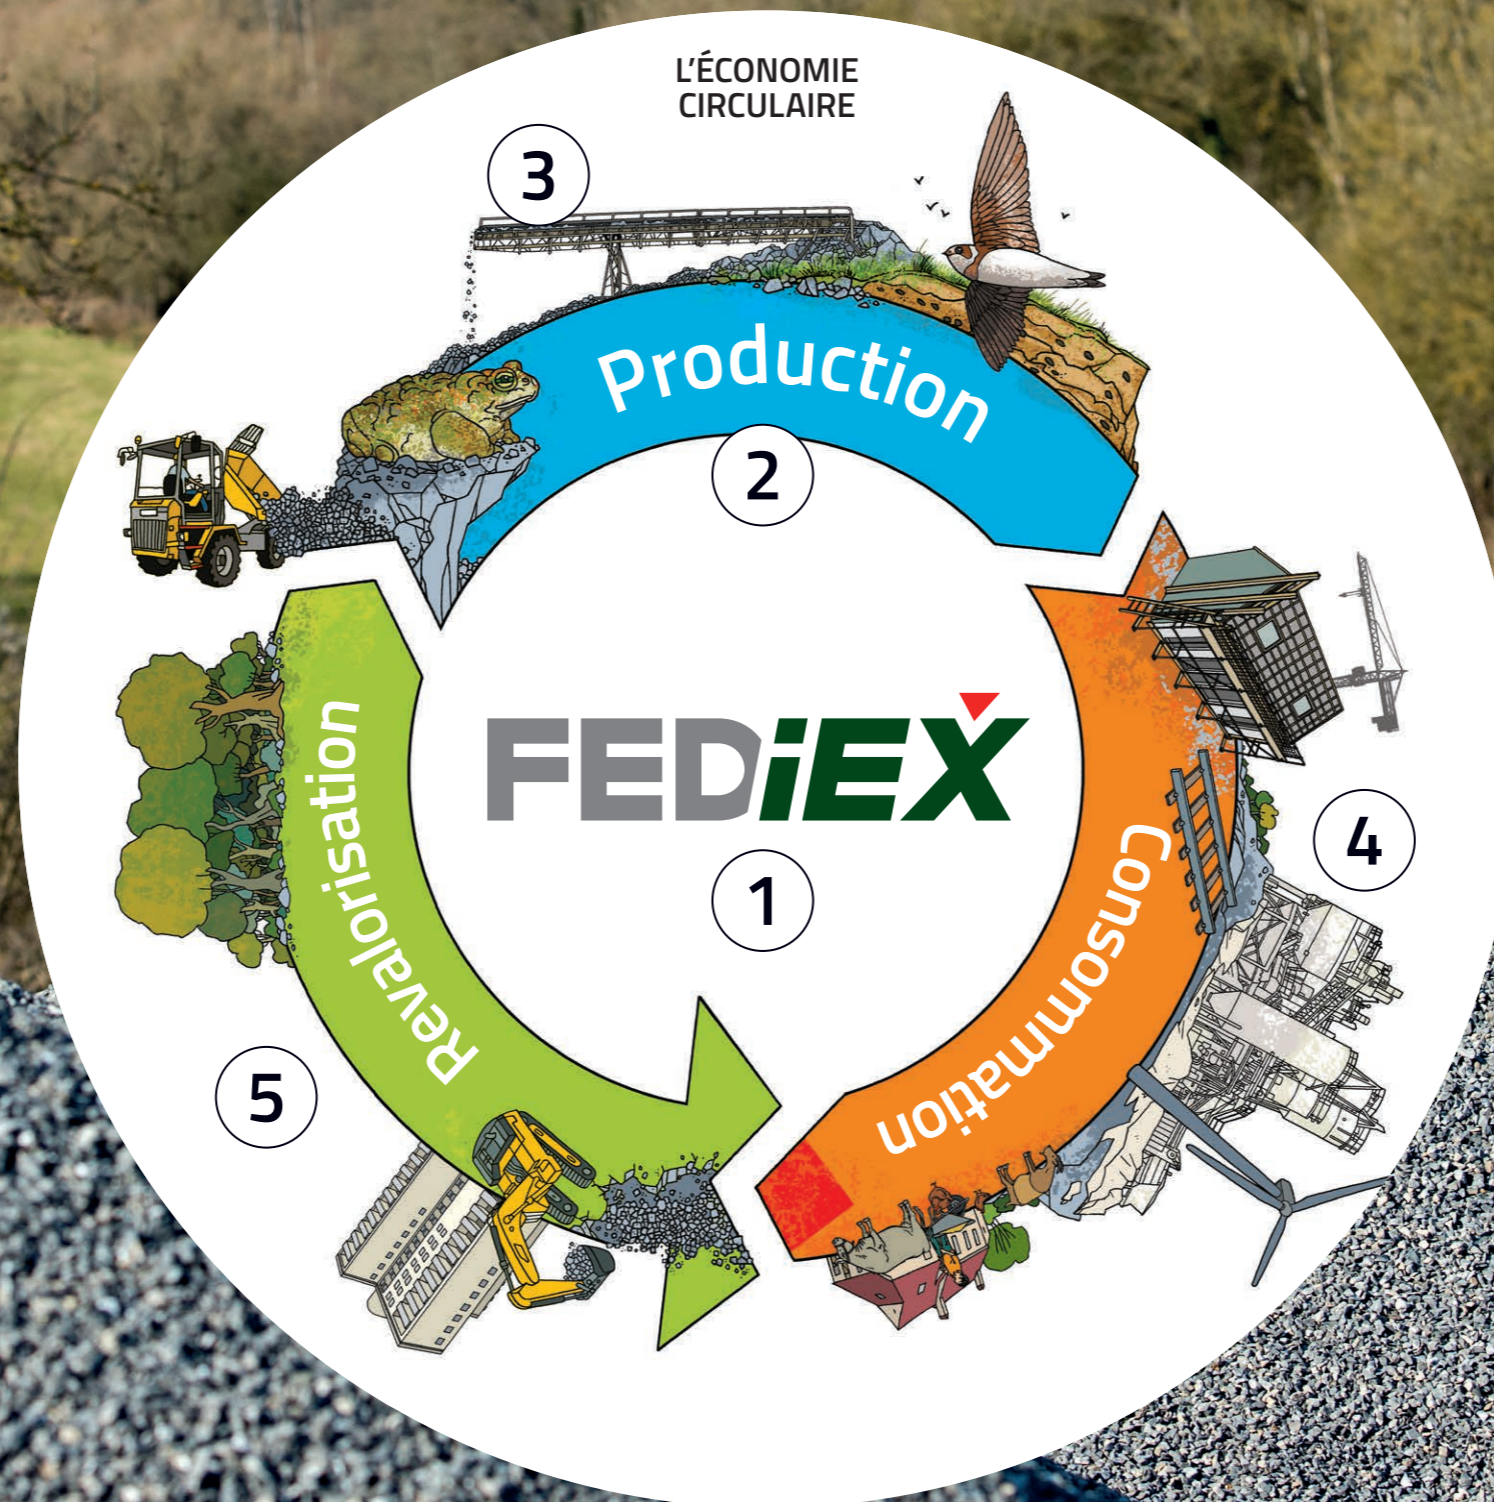 L'ÉCONOMIE
CIRCULAIRE
3
Production
2
FEDiEX
1
Consommation
4
Revalorisation
5